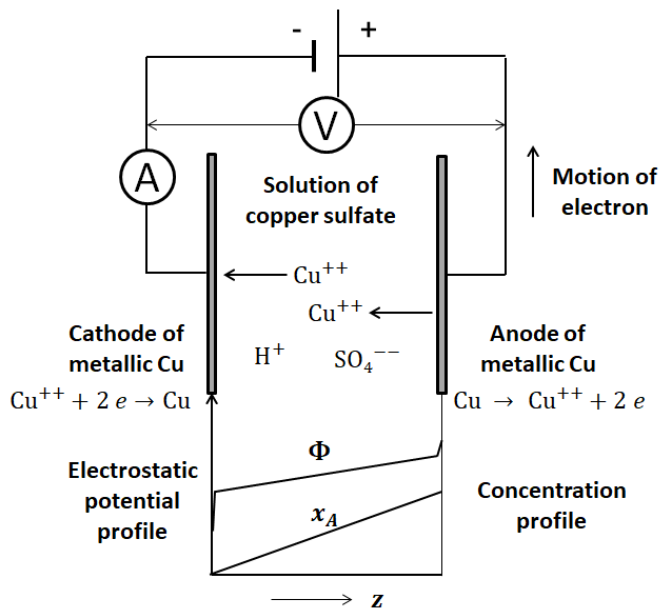 - +
V
A
Solution of
copper sulfate
Motion of
electron
Cu⁺⁺
Cu⁺⁺
Cathode of
metallic Cu
H⁺ SO₄⁻⁻
Anode of
metallic Cu
Cu⁺⁺ + 2 e → Cu
Cu → Cu⁺⁺ + 2 e
Φ
Electrostatic
potential
profile
x_A
Concentration
profile
z